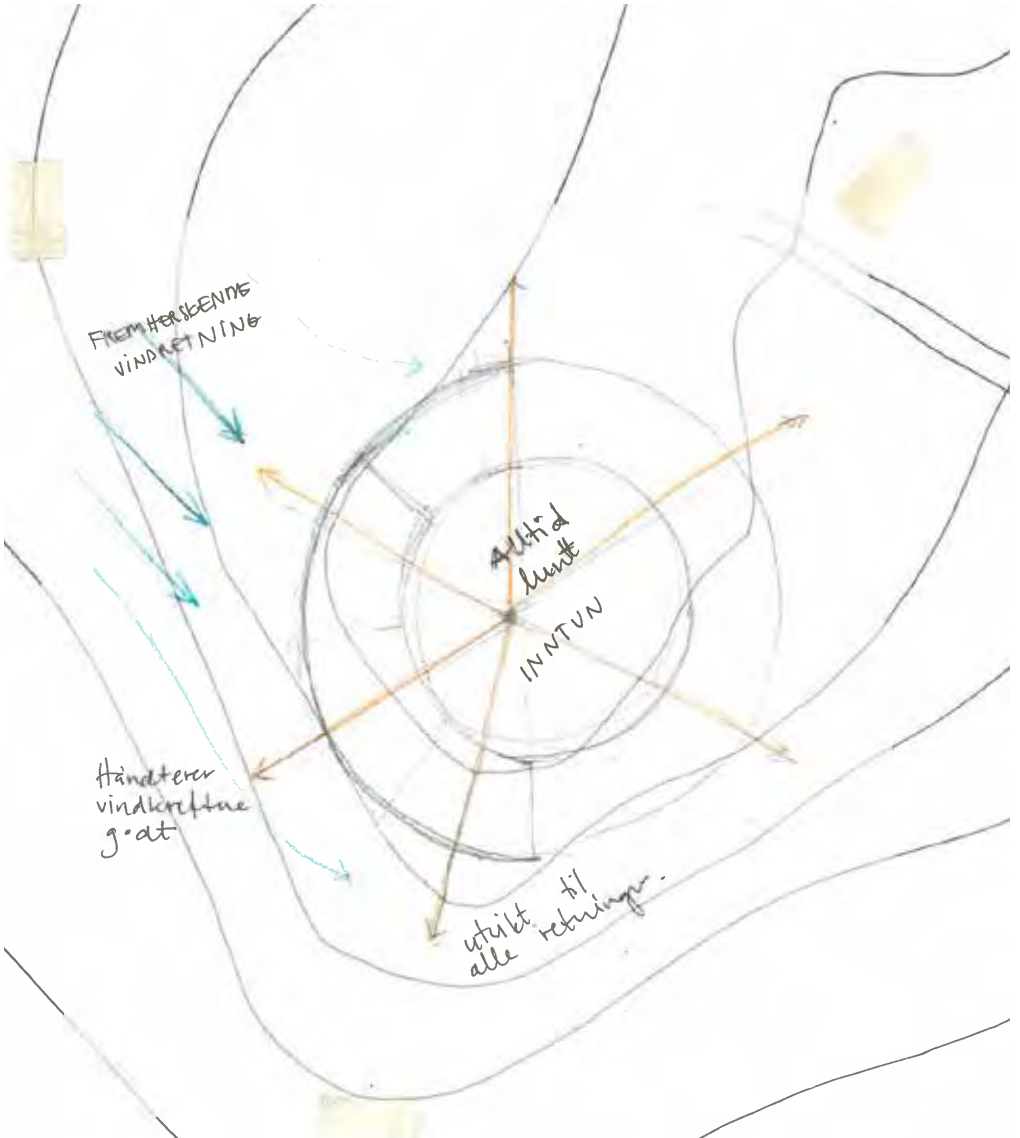 FREMHERSKENDE
VINDRETNING
Alltid
lunt
INNTUN
Håndterer
vindkreftene
godt
utsikt til
alle retninger.